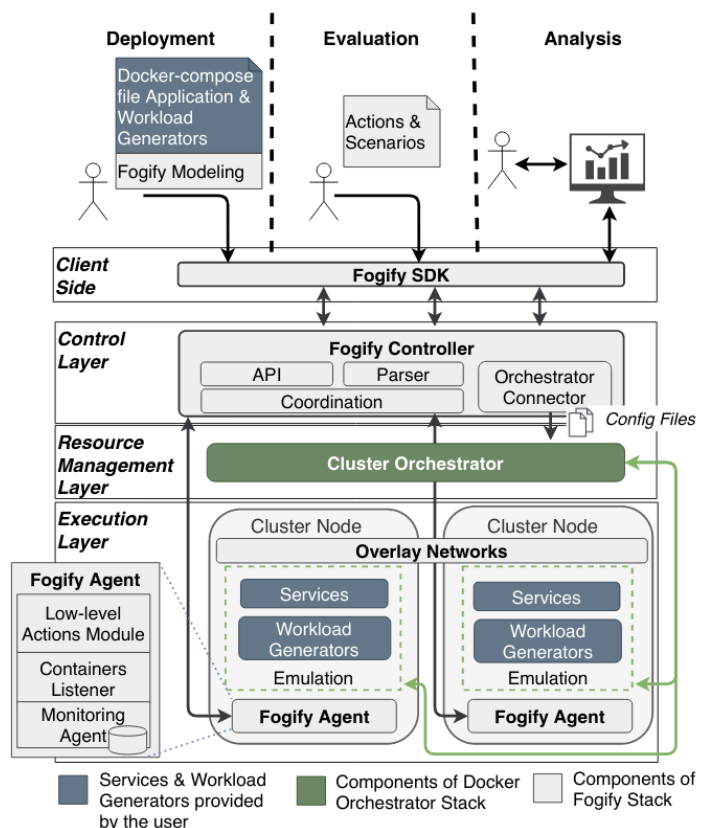 Deployment
Evaluation
Analysis
Docker-compose
file Application &
Workload
Generators
Fogify Modeling
Actions &
Scenarios
Client
Side
Fogify SDK
Control
Layer
Fogify Controller
API
Parser
Coordination
Orchestrator
Connector
Config Files
Resource
Management
Layer
Cluster Orchestrator
Execution
Layer
Cluster Node
Cluster Node
Overlay Networks
Fogify Agent
Low-level
Actions Module
Containers
Listener
Monitoring
Agent
Services
Workload
Generators
Emulation
Fogify Agent
Services
Workload
Generators
Emulation
Fogify Agent
Services & Workload
Generators provided
by the user
Components of Docker
Orchestrator Stack
Components of
Fogify Stack